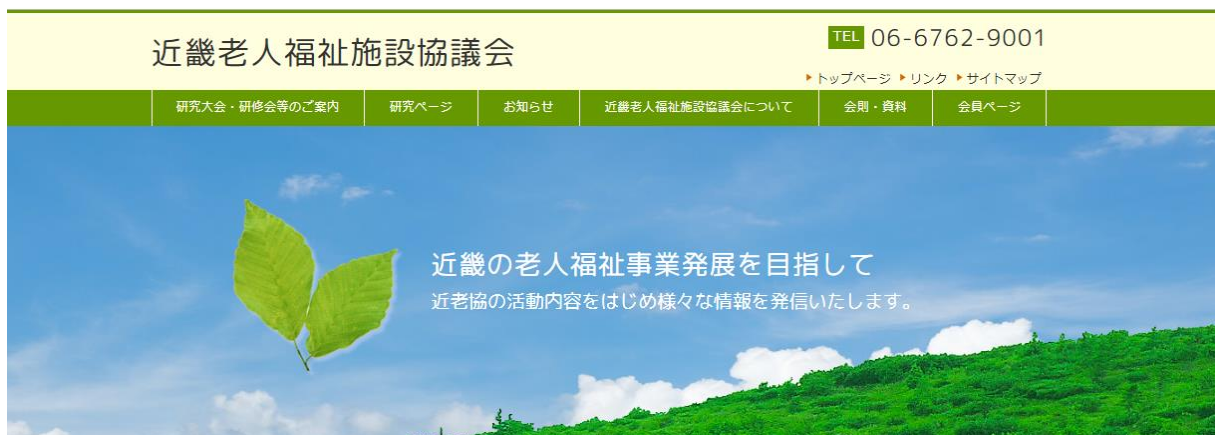 近畿老人福祉施設協議会
TEL 06-6762-9001
トップページ リンク サイトマップ
研究大会・研修会等のご案内 研究ページ お知らせ 近畿老人福祉施設協議会について 会則・資料 会員ページ
近畿の老人福祉事業発展を目指して
近老協の活動内容をはじめ様々な情報を発信いたします。